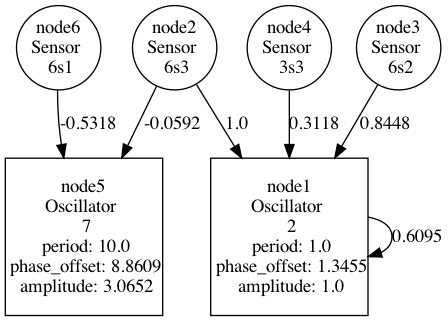 node6
Sensor
6s1
node2
Sensor
6s3
node4
Sensor
3s3
node3
Sensor
6s2
-0.5318
-0.0592
1.0
0.3118
0.8448
node5
Oscillator
7
period: 10.0
phase_offset: 8.8609
amplitude: 3.0652
node1
Oscillator
2
period: 1.0
phase_offset: 1.3455
amplitude: 1.0
0.6095